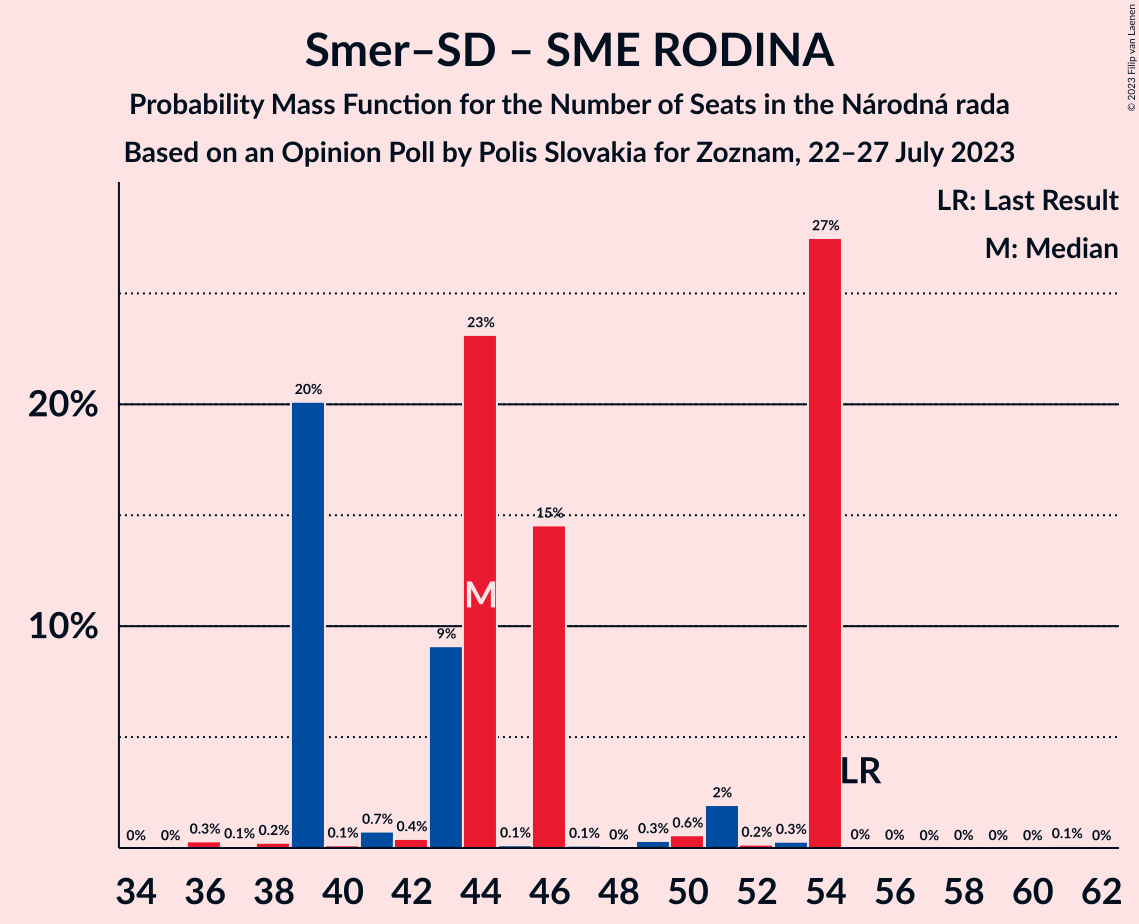 Smer–SD – SME RODINA
Probability Mass Function for the Number of Seats in the Národná rada
Based on an Opinion Poll by Polis Slovakia for Zoznam, 22–27 July 2023
© 2023 Filip van Laenen
LR: Last Result
M: Median
27%
23%
20%
20%
15%
M
10%
9%
LR
2%
0% 0% 0.3% 0.1% 0.2% 0.1% 0.7% 0.4% 0.1% 0.1% 0% 0.3% 0.6% 0.2% 0.3% 0% 0% 0% 0% 0% 0% 0.1% 0%
34 36 38 40 42 44 46 48 50 52 54 56 58 60 62